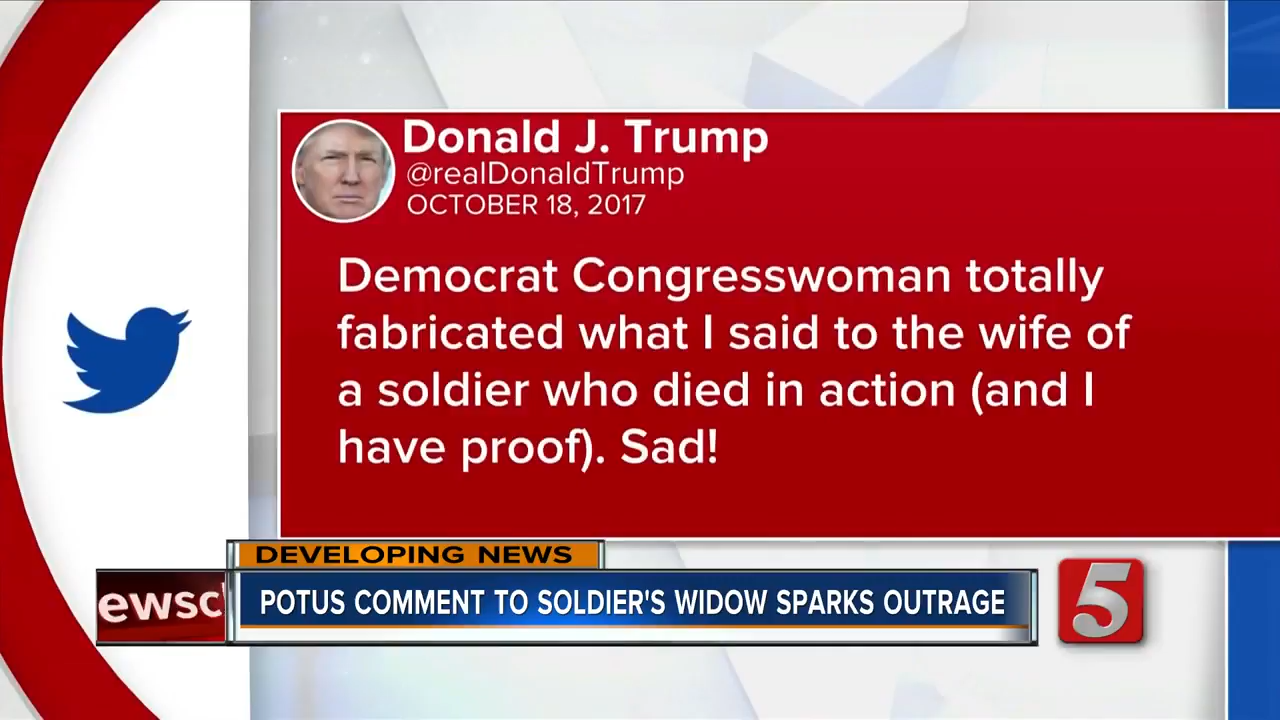 Donald J. Trump
@realDonaldTrump
OCTOBER 18, 2017
Democrat Congresswoman totally
fabricated what I said to the wife of
a soldier who died in action (and I
have proof). Sad!
DEVELOPING NEWS
ewsc
POTUS COMMENT TO SOLDIER'S WIDOW SPARKS OUTRAGE
5